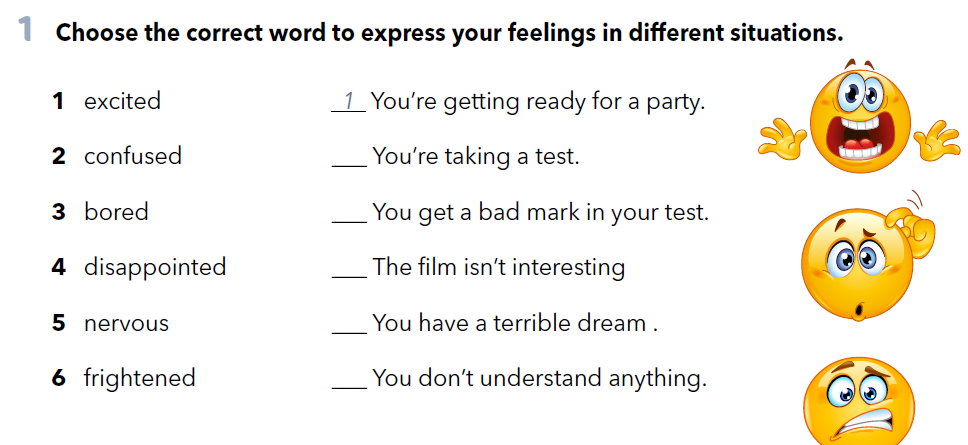 1 Choose the correct word to express your feelings in different situations.
1 excited _1_ You’re getting ready for a party.
2 confused ___ You’re taking a test.
3 bored ___ You get a bad mark in your test.
4 disappointed ___ The film isn’t interesting
5 nervous ___ You have a terrible dream .
6 frightened ___ You don’t understand anything.